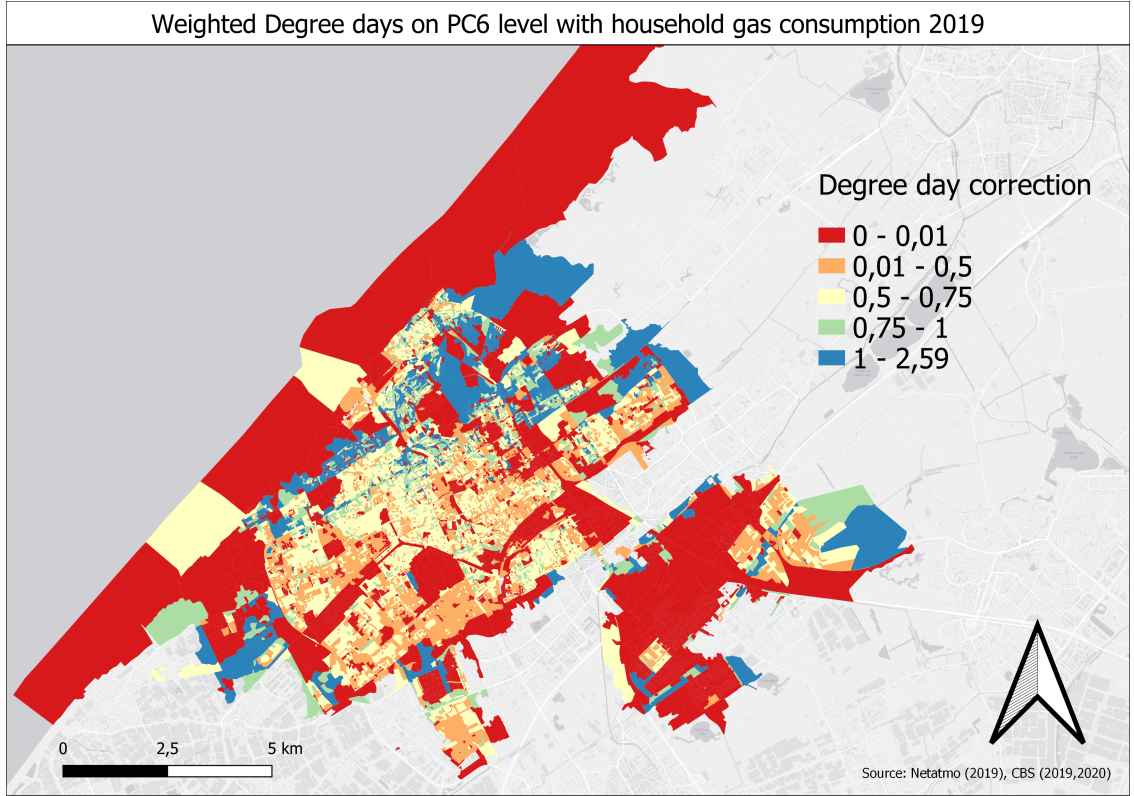 Weighted Degree days on PC6 level with household gas consumption 2019
Degree day correction
0 - 0,01
0,01 - 0,5
0,5 - 0,75
0,75 - 1
1 - 2,59
0 2,5 5 km
Source: Netatmo (2019), CBS (2019,2020)